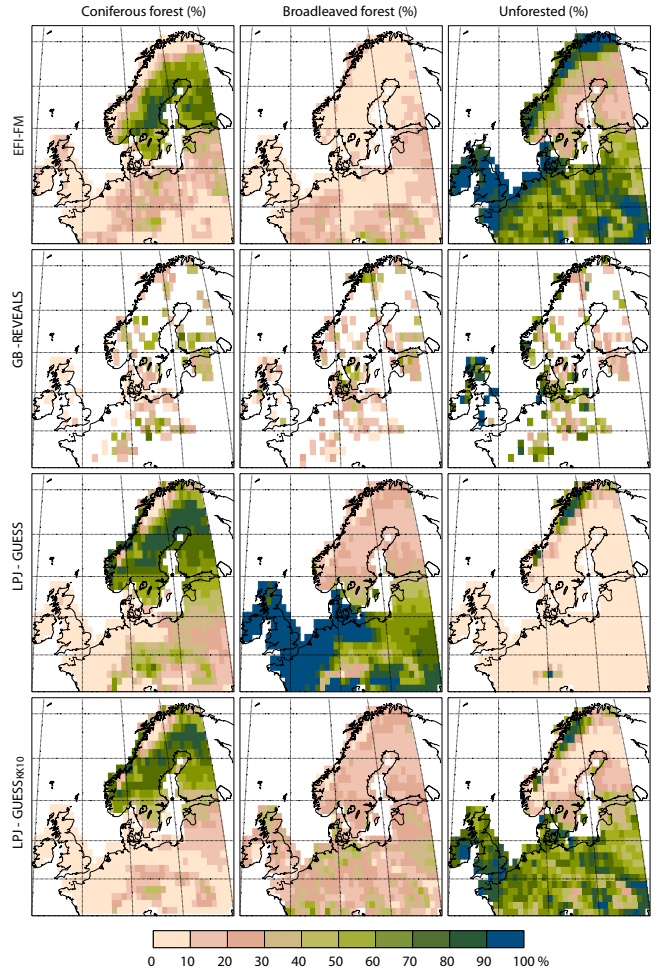 Coniferous forest (%) Broadleaved forest (%) Unforested (%)
EFI-FM
GB -REVEALS
LPJ - GUESS
LPJ - GUESSKK10
0 10 20 30 40 50 60 70 80 90 100 %